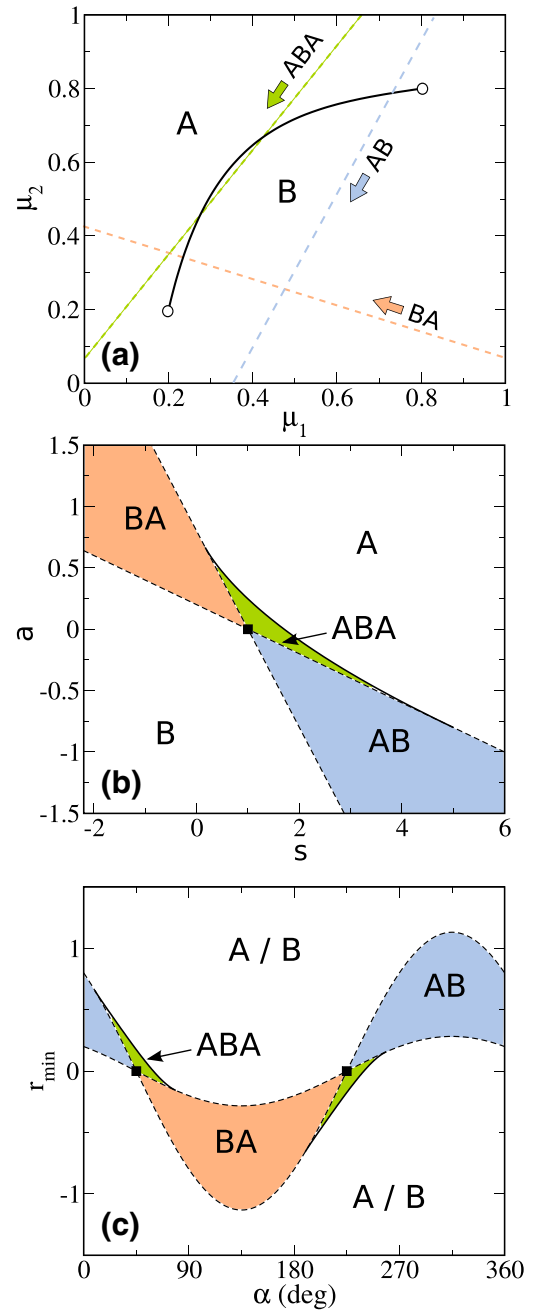 1
0.8
0.6
0.4
0.2
0
μ2
ABA
A
AB
B
BA
(a)
0 0.2 0.4 0.6 0.8 1
μ1
1.5
1
0.5
0
-0.5
-1
-1.5
a
BA
A
ABA
B
AB
(b)
-2 0 2 4 6
s
1
0
-1
rmin
A / B
AB
ABA
BA
A / B
(c)
0 90 180 270 360
α (deg)